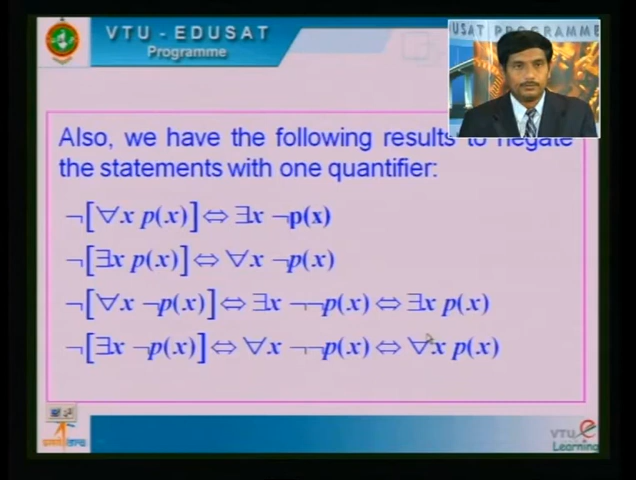 VTU - EDUSAT
Programme
USAT PROGRAMME
Also, we have the following results to negate
the statements with one quantifier:
¬[∀x p(x)] ⇔ ∃x ¬p(x)
¬[∃x p(x)] ⇔ ∀x ¬p(x)
¬[∀x ¬p(x)] ⇔ ∃x ¬¬p(x) ⇔ ∃x p(x)
¬[∃x ¬p(x)] ⇔ ∀x ¬¬p(x) ⇔ ∀x p(x)
VTU e
Learning